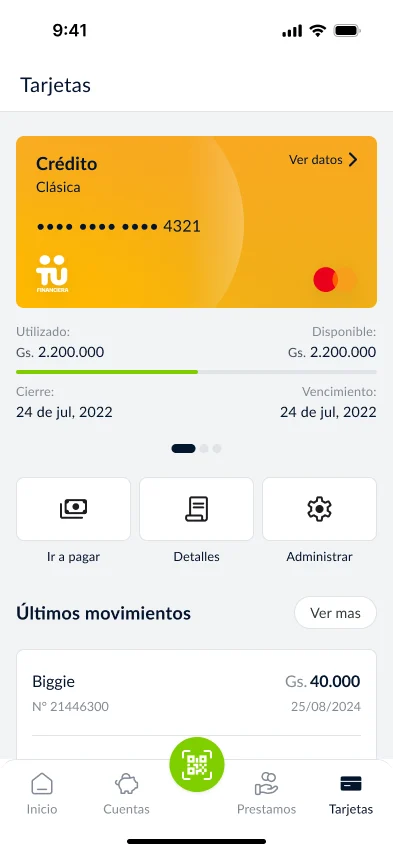 9:41
Tarjetas
Crédito
Ver datos
Clásica
•••• •••• •••• 4321
TU
FINANCIERA
Utilizado:
Disponible:
Gs. 2.200.000
Gs. 2.200.000
Cierre:
Vencimiento:
24 de jul, 2022
24 de jul, 2022
Ir a pagar
Detalles
Administrar
Últimos movimientos
Ver mas
Biggie
Gs. 40.000
N° 21446300
25/08/2024
Inicio
Cuentas
Prestamos
Tarjetas